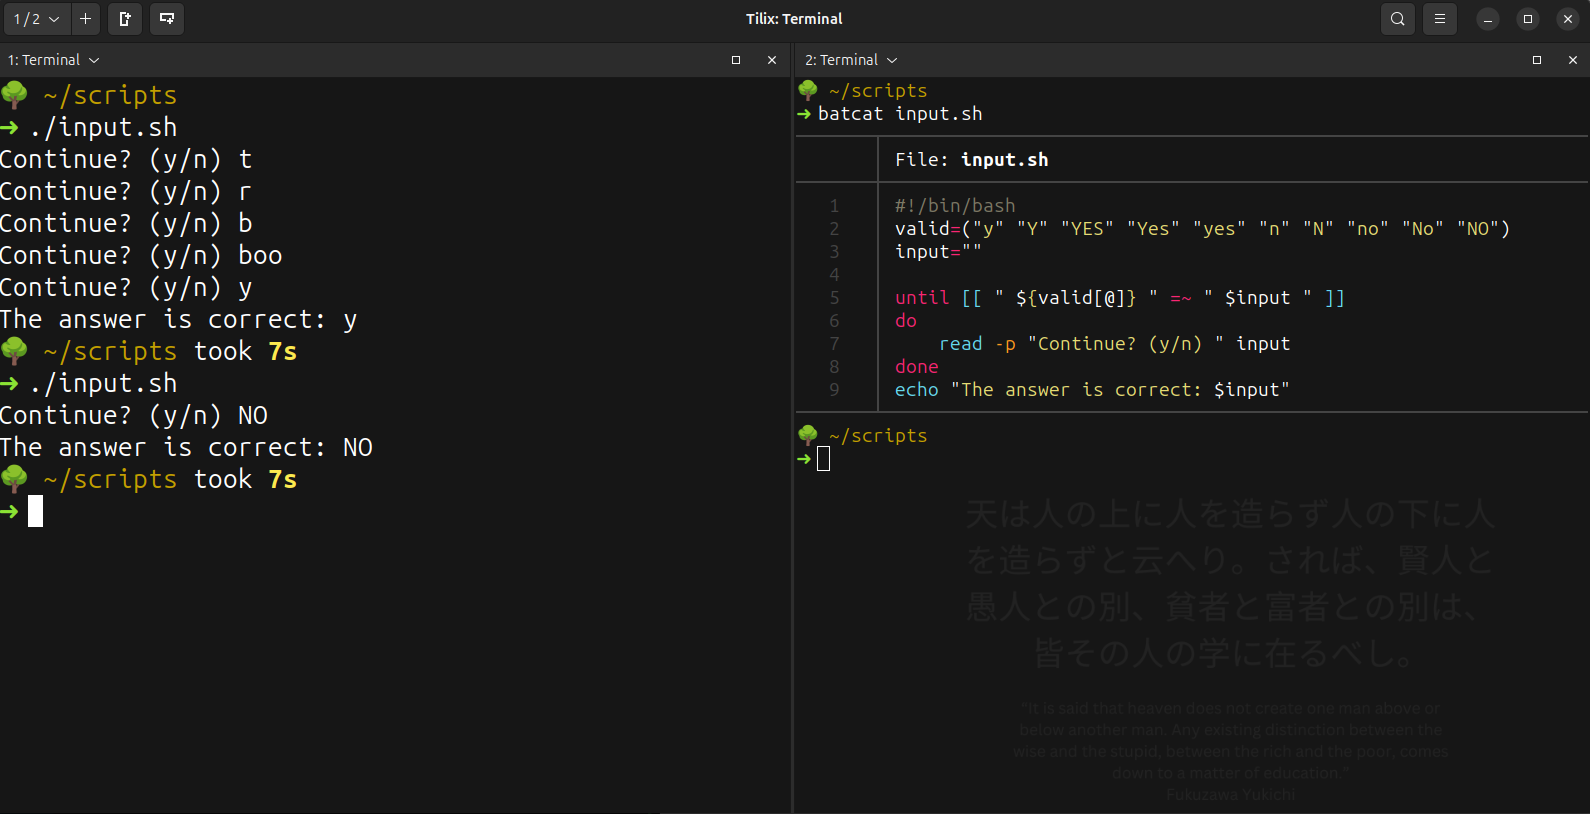 1 / 2
Tilix: Terminal
1: Terminal
~/scripts
./input.sh
Continue? (y/n) t
Continue? (y/n) r
Continue? (y/n) b
Continue? (y/n) boo
Continue? (y/n) y
The answer is correct: y
~/scripts took 7s
./input.sh
Continue? (y/n) NO
The answer is correct: NO
~/scripts took 7s
2: Terminal
~/scripts
batcat input.sh
File: input.sh
1 #!/bin/bash
2 valid=("y" "Y" "YES" "Yes" "yes" "n" "N" "no" "No" "NO")
3 input=""
4
5 until [[ " ${valid[@]} " =~ " $input " ]]
6 do
7     read -p "Continue? (y/n) " input
8 done
9 echo "The answer is correct: $input"
~/scripts
天は人の上に人を造らず人の下に人
を造らずと云へり。されば、賢人と
愚人との別、貧者と富者との別は、
皆その人の学に在るべし。
"It is said that heaven does not create one man above or
below another man. Any existing distinction between the
wise and the stupid, between the rich and the poor, comes
down to a matter of education."
Fukuzawa Yukichi